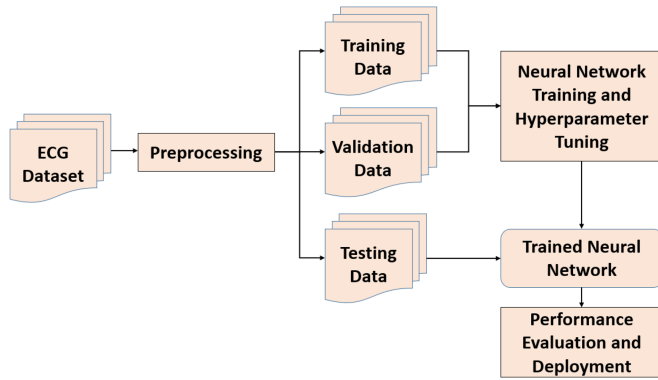 ECG
Dataset
Preprocessing
Training
Data
Validation
Data
Testing
Data
Neural Network
Training and
Hyperparameter
Tuning
Trained Neural
Network
Performance
Evaluation and
Deployment